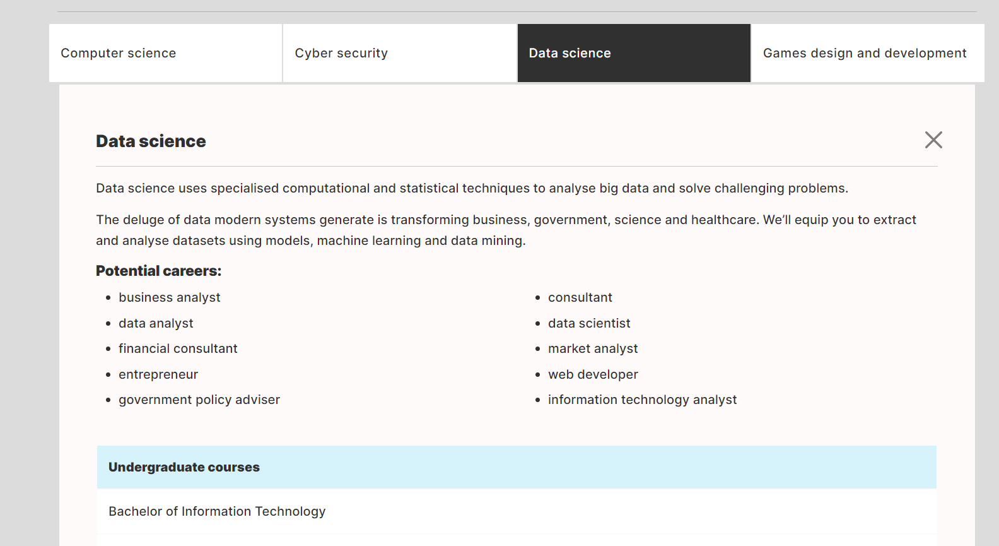 Computer science
Cyber security
Data science
Games design and development
Data science
Data science uses specialised computational and statistical techniques to analyse big data and solve challenging problems.
The deluge of data modern systems generate is transforming business, government, science and healthcare. We’ll equip you to extract
and analyse datasets using models, machine learning and data mining.
Potential careers:
business analyst
data analyst
financial consultant
entrepreneur
government policy adviser
consultant
data scientist
market analyst
web developer
information technology analyst
Undergraduate courses
Bachelor of Information Technology